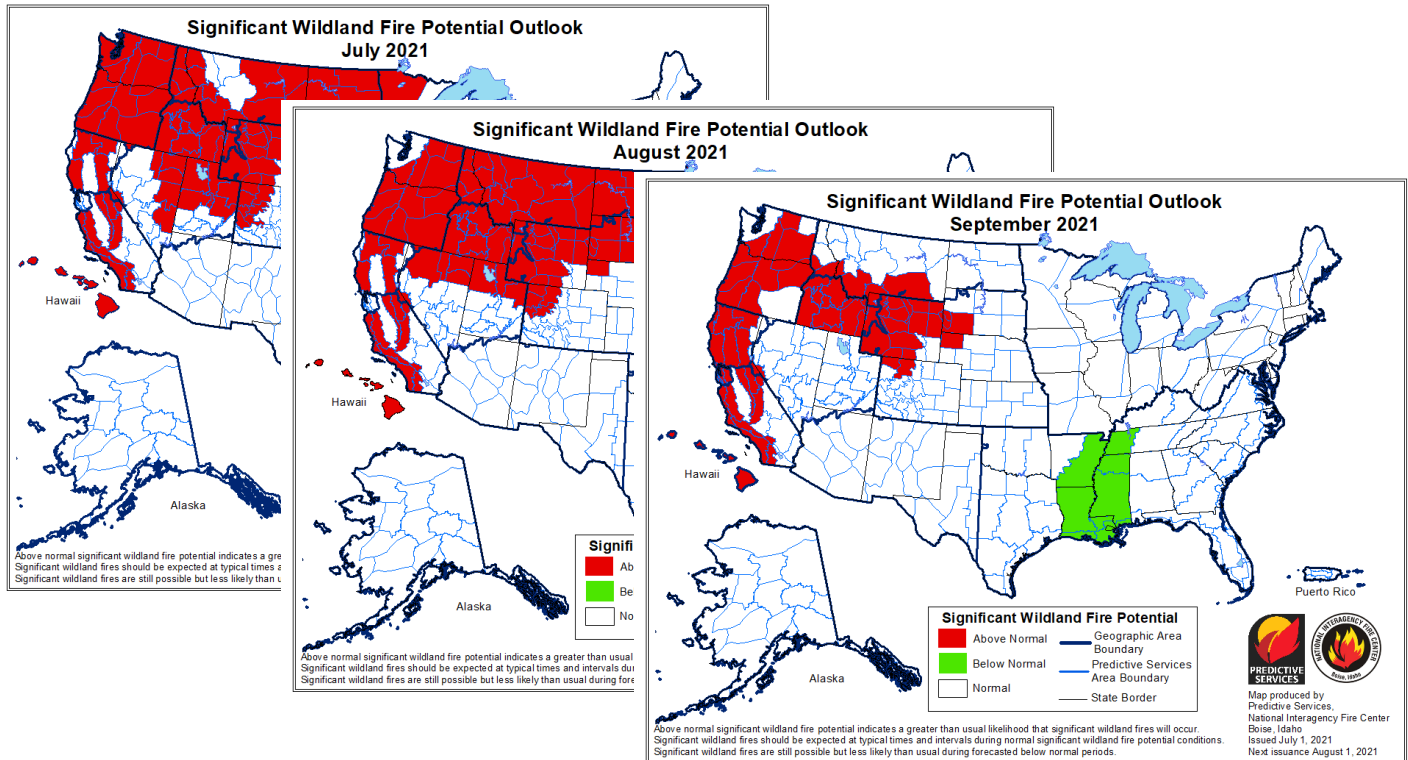 Significant Wildland Fire Potential Outlook
July 2021
Hawaii
Alaska
Above normal significant wildland fire potential indicates a gre
Significant wildland fires should be expected at typical times a
Significant wildland fires are still possible but less likely than u
Significant Wildland Fire Potential Outlook
August 2021
Hawaii
Alaska
Signifi
Ab
Be
No
Above normal significant wildland fire potential indicates a greater than usual
Significant wildland fires should be expected at typical times and intervals dur
Significant wildland fires are still possible but less likely than usual during fore
Significant Wildland Fire Potential Outlook
September 2021
Hawaii
Alaska
Puerto Rico
Significant Wildland Fire Potential
Above Normal
Below Normal
Normal
Geographic Area
Boundary
Predictive Services
Area Boundary
State Border
PREDICTIVE
SERVICES
NATIONAL INTERAGENCY FIRE CENTER
Boise, Idaho
Map produced by
Predictive Services,
National Interagency Fire Center
Boise, Idaho
Issued July 1, 2021
Next issuance August 1, 2021
Above normal significant wildland fire potential indicates a greater than usual likelihood that significant wildland fires will occur.
Significant wildland fires should be expected at typical times and intervals during normal significant wildland fire potential conditions.
Significant wildland fires are still possible but less likely than usual during forecasted below normal periods.